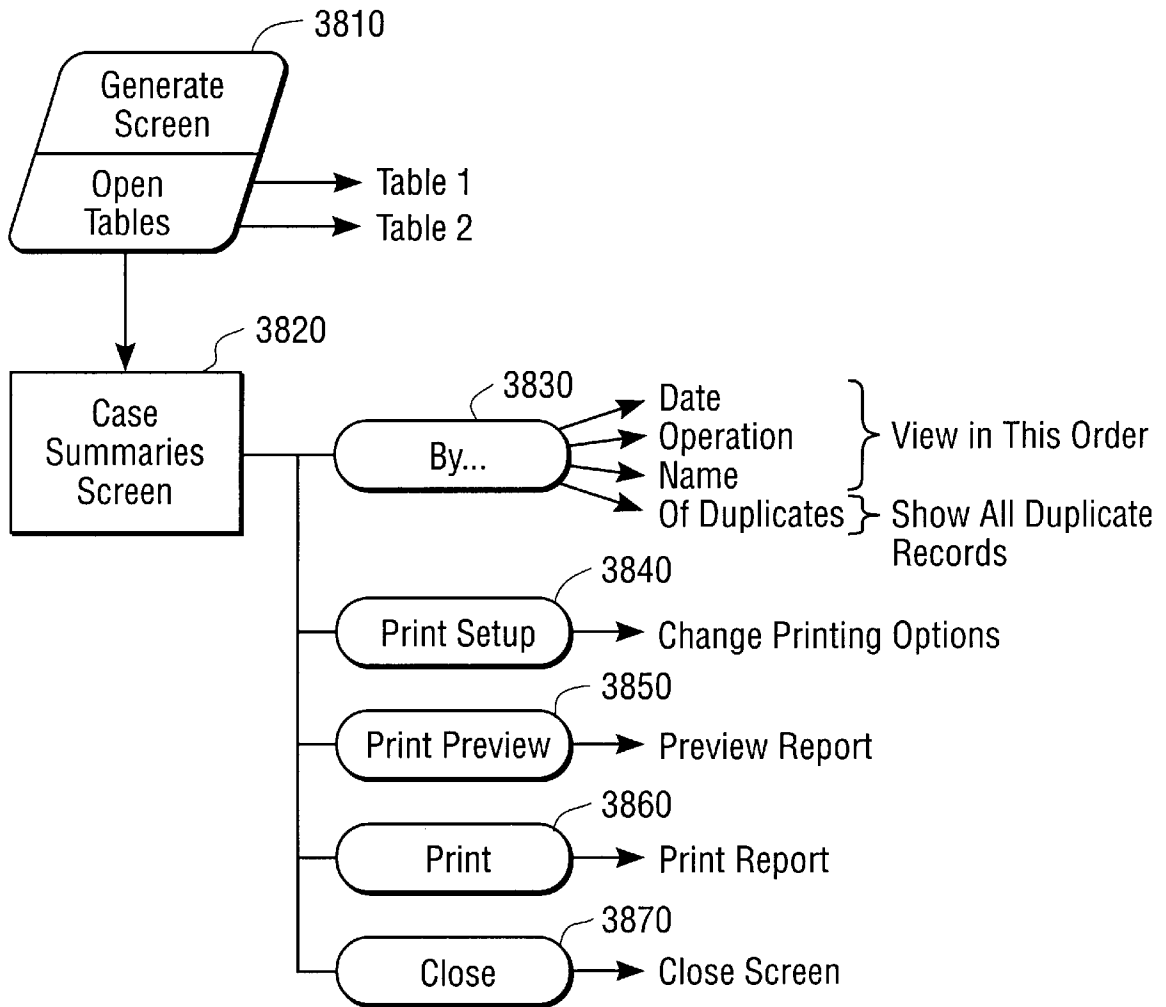 3810
Generate
Screen
Open
Tables
Table 1
Table 2
3820
Case
Summaries
Screen
3830
By...
Date
Operation
Name
Of Duplicates
View in This Order
Show All Duplicate
Records
3840
Print Setup
Change Printing Options
3850
Print Preview
Preview Report
3860
Print
Print Report
3870
Close
Close Screen